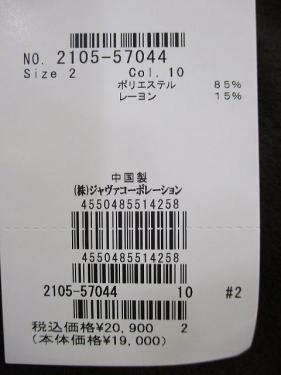 NO. 2105-57044
Size 2 Col. 10
ポリエステル 85%
レーヨン 15%
中国製
(株)ジャヴァコーポレーション
4550485514258
4550485514258
2105-57044 10 #2
税込価格¥20,900 2
(本体価格¥19,000)